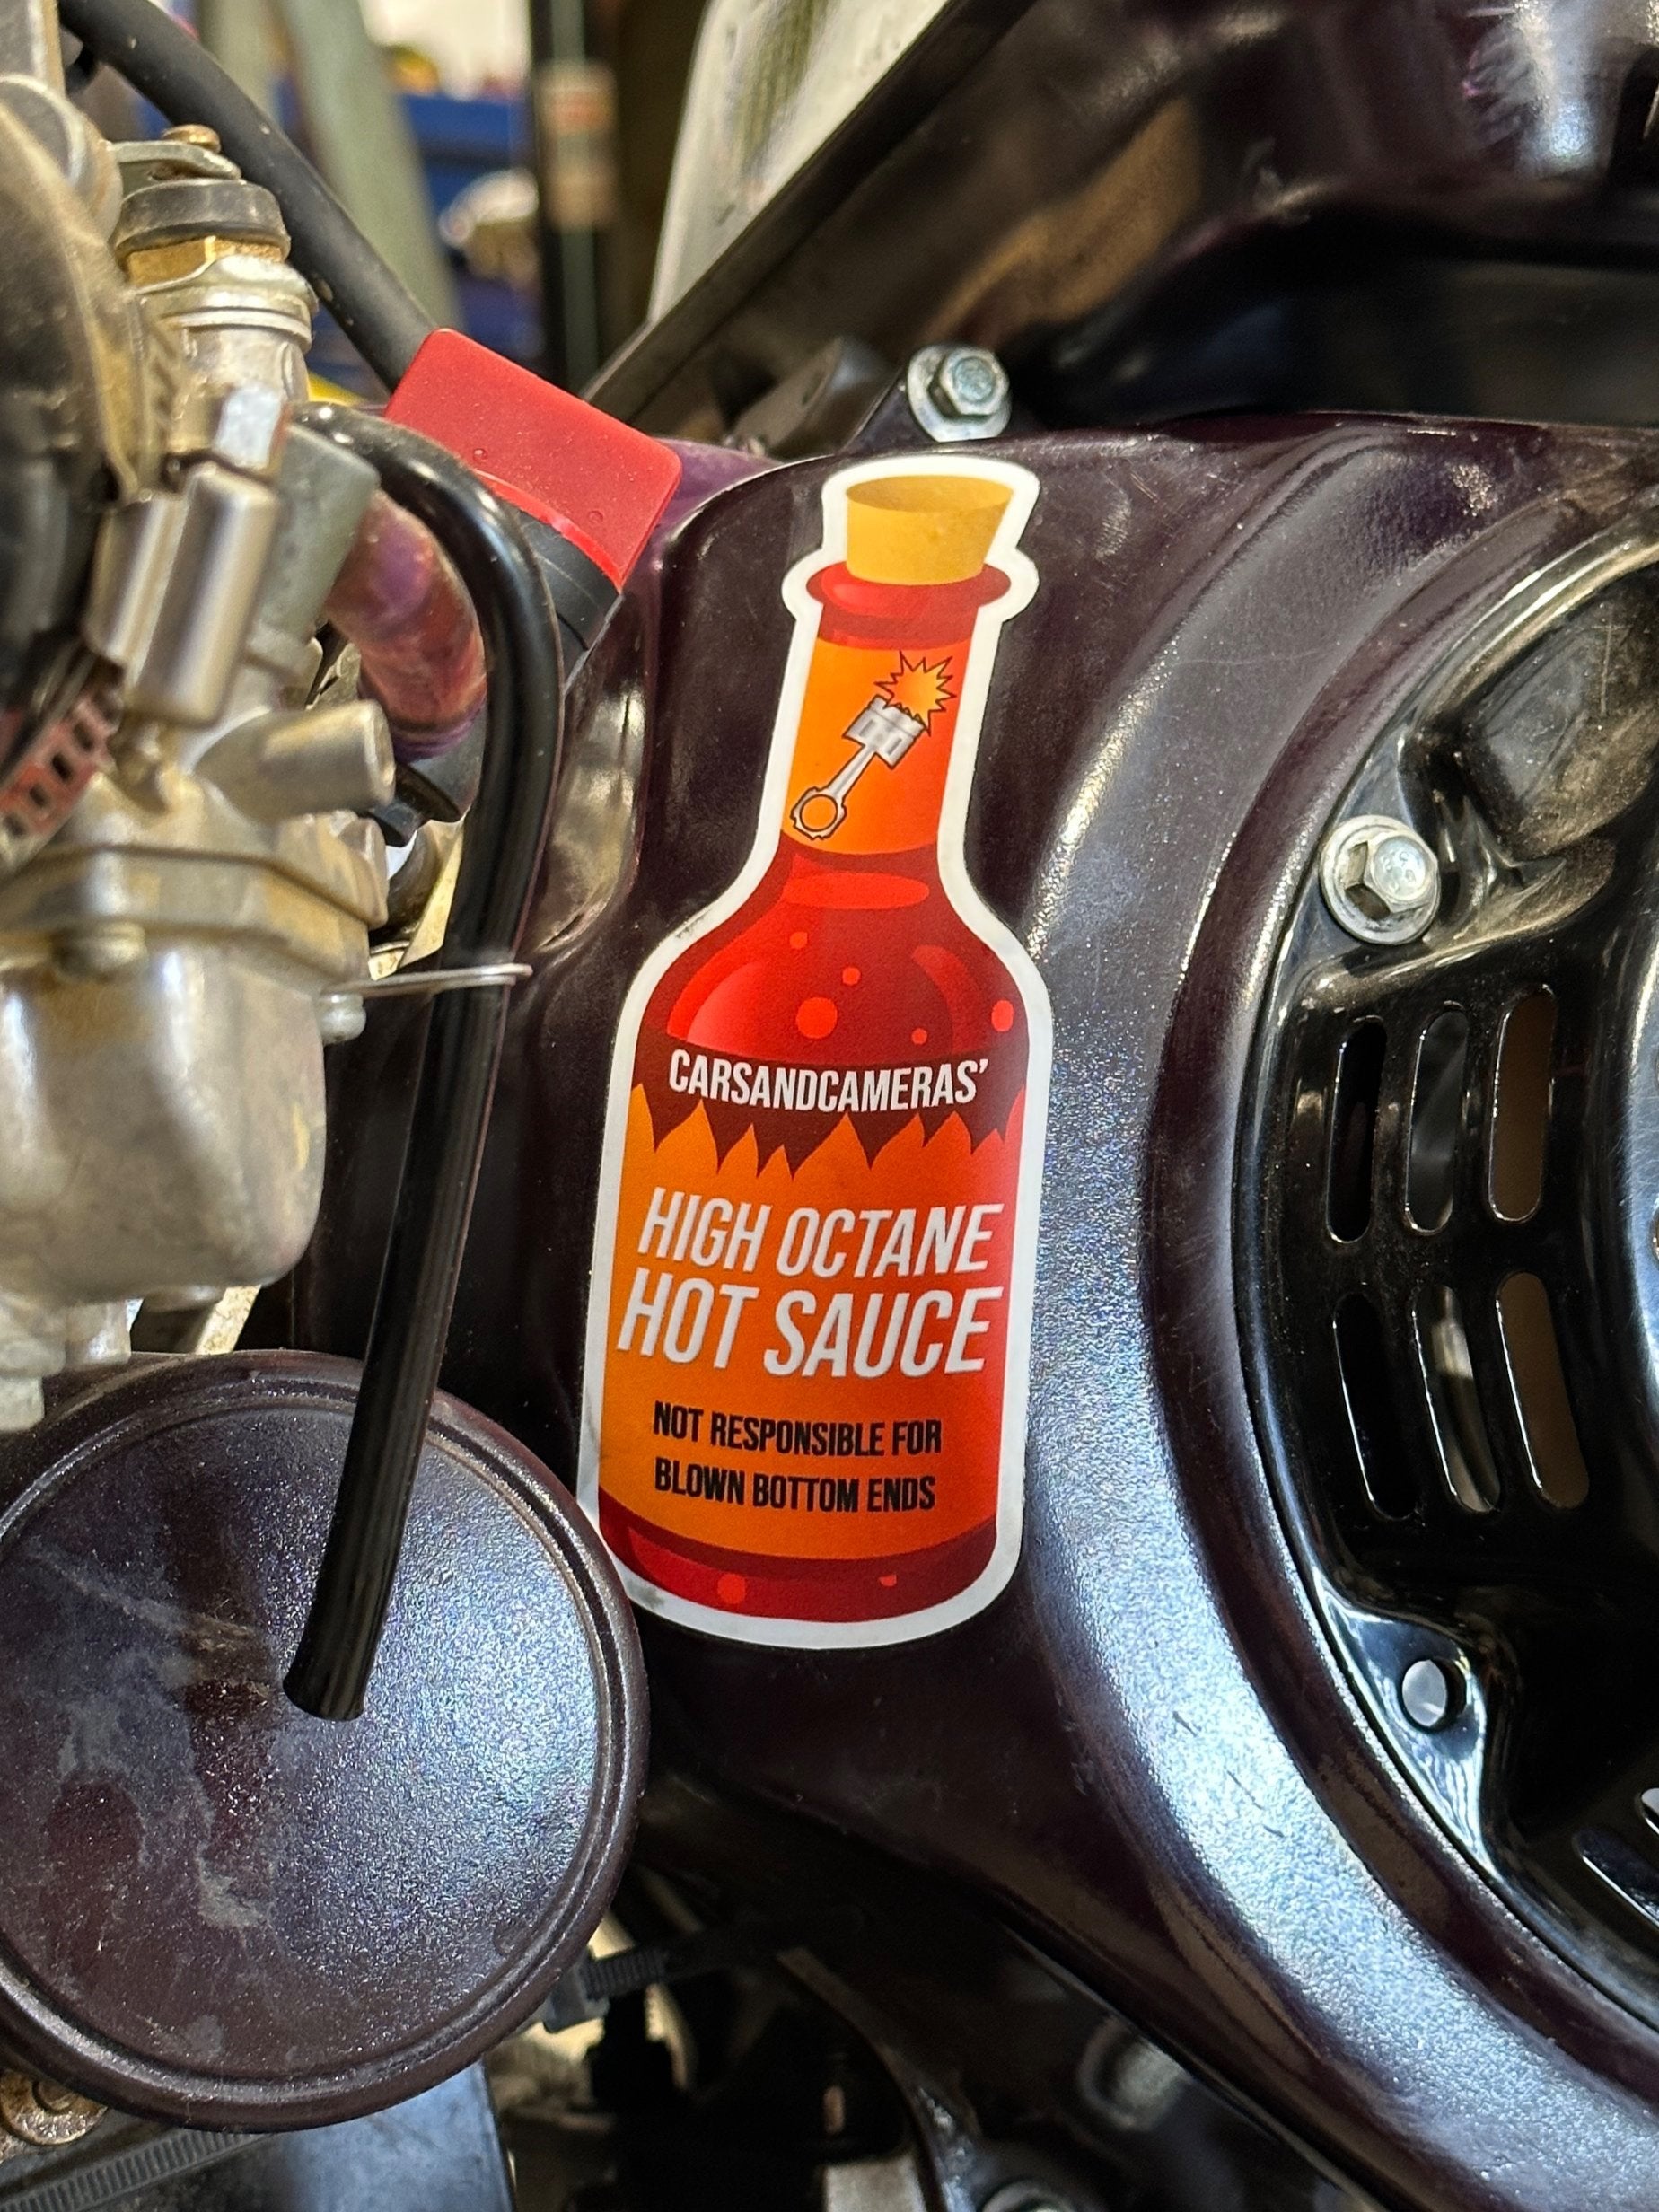 CARSANDCAMERAS'
HIGH OCTANE
HOT SAUCE
NOT RESPONSIBLE FOR
BLOWN BOTTOM ENDS